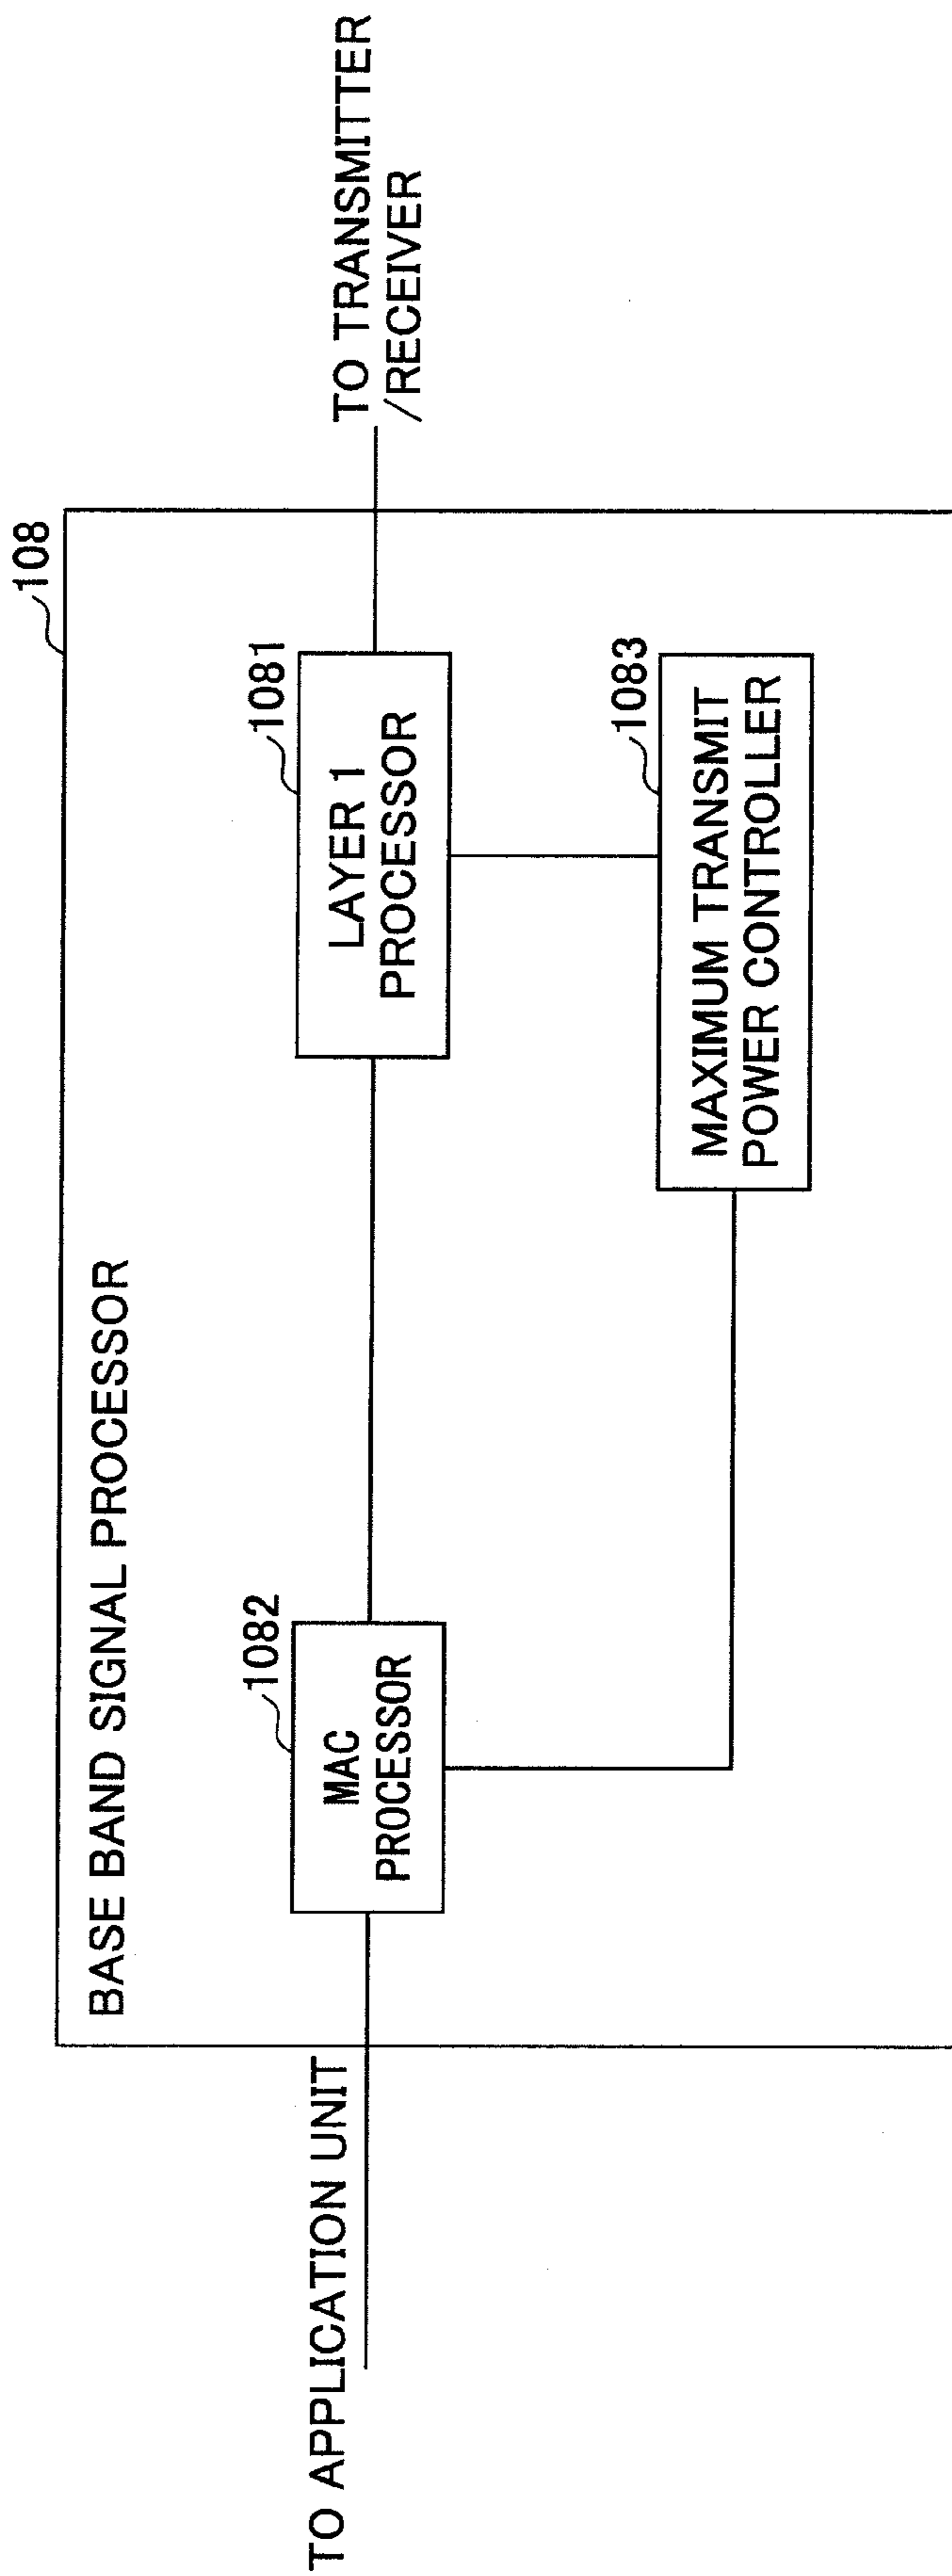 BASE BAND SIGNAL PROCESSOR
108
TO APPLICATION UNIT
1082
MAC
PROCESSOR
1081
LAYER 1
PROCESSOR
TO TRANSMITTER
/RECEIVER
1083
MAXIMUM TRANSMIT
POWER CONTROLLER